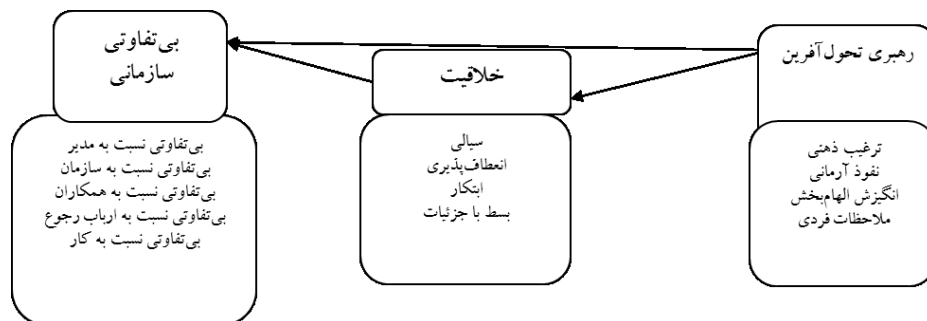 رهبری تحول‌آفرین
ترغیب ذهنی
نفوذ آرمانی
انگیزش الهام‌بخش
ملاحظات فردی
خلاقیت
سیالی
انعطاف‌پذیری
ابتکار
بسط با جزئیات
بی‌تفاوتی
سازمانی
بی‌تفاوتی نسبت به مدیر
بی‌تفاوتی نسبت به سازمان
بی‌تفاوتی نسبت به همکاران
بی‌تفاوتی نسبت به ارباب رجوع
بی‌تفاوتی نسبت به کار